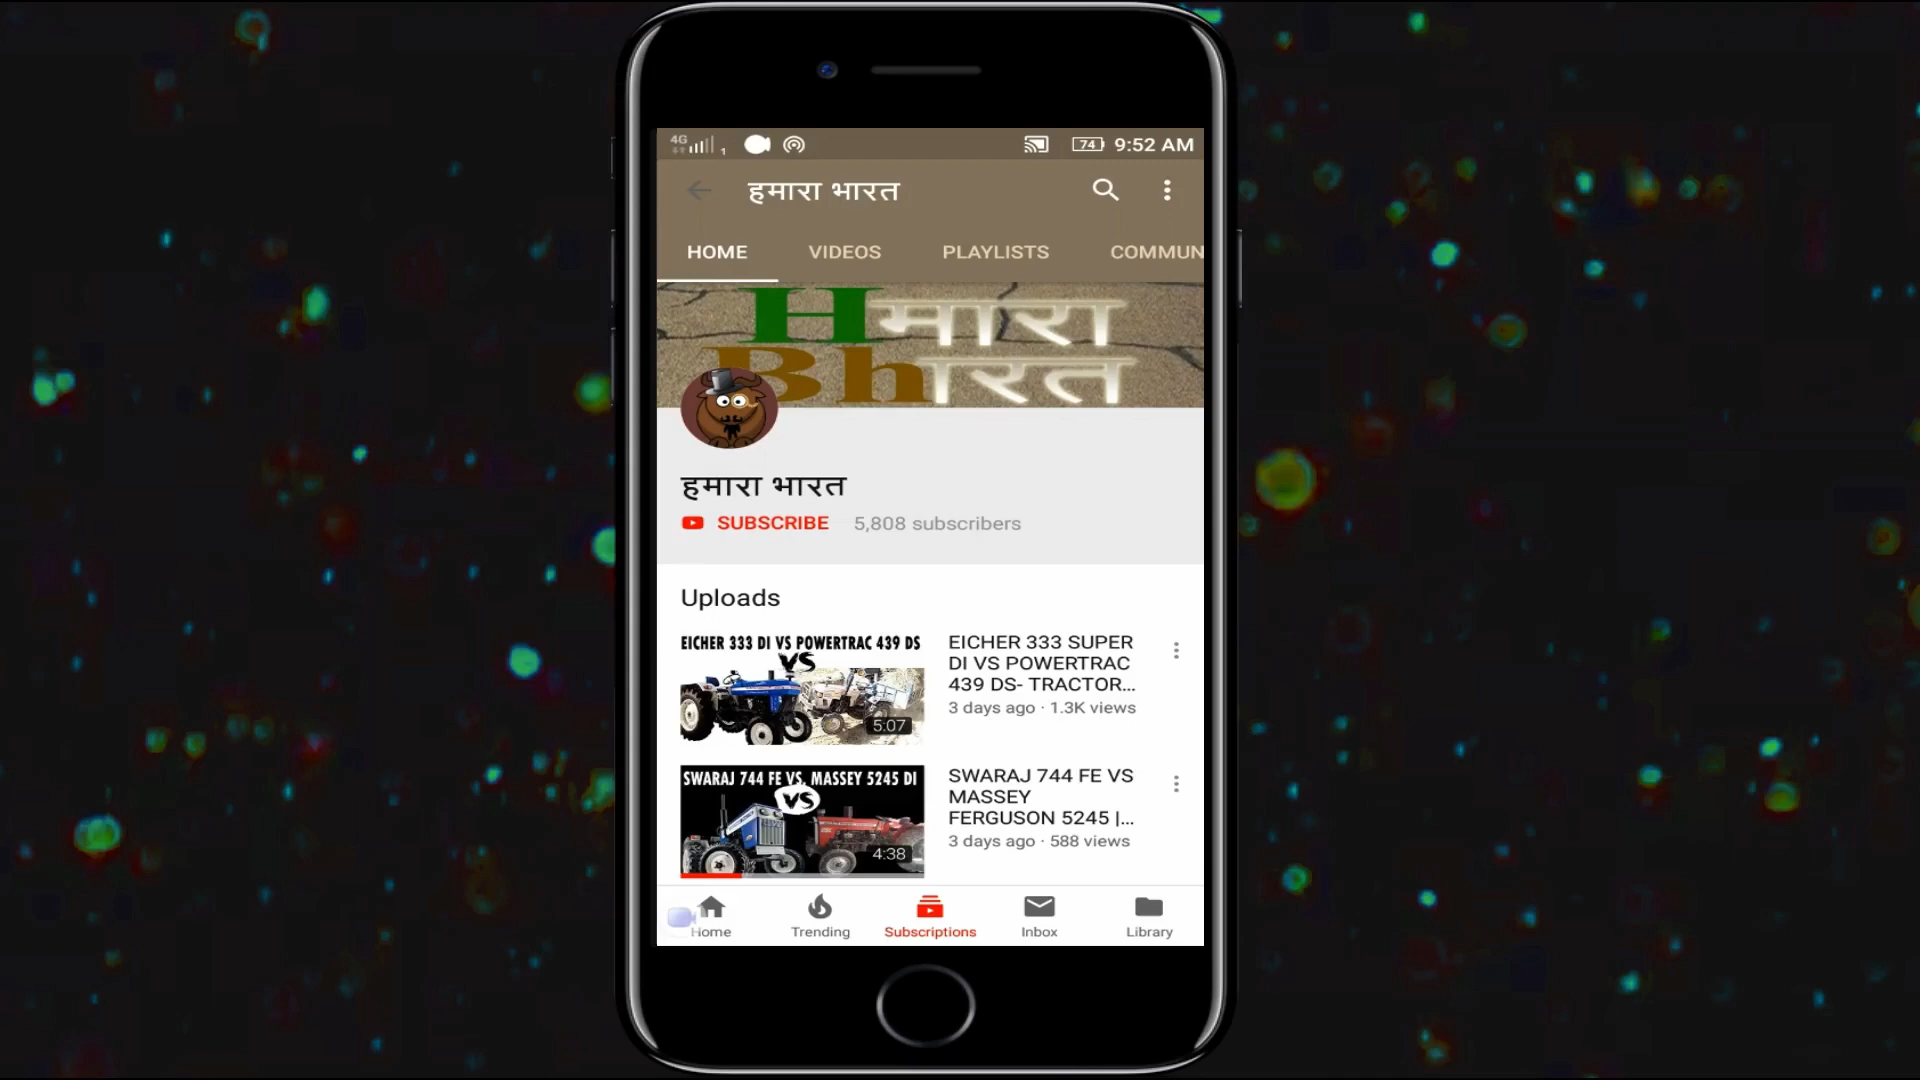 4G 1 74 9:52 AM
हमारा भारत
HOME VIDEOS PLAYLISTS COMMUN
Hमारा
Bhारत
हमारा भारत
SUBSCRIBE 5,808 subscribers
Uploads
EICHER 333 DI VS POWERTRAC 439 DS
VS
5:07
EICHER 333 SUPER
DI VS POWERTRAC
439 DS- TRACTOR...
3 days ago · 1.3K views
SWARAJ 744 FE VS. MASSEY 5245 DI
VS
4:38
SWARAJ 744 FE VS
MASSEY
FERGUSON 5245 |...
3 days ago · 588 views
Home Trending Subscriptions Inbox Library